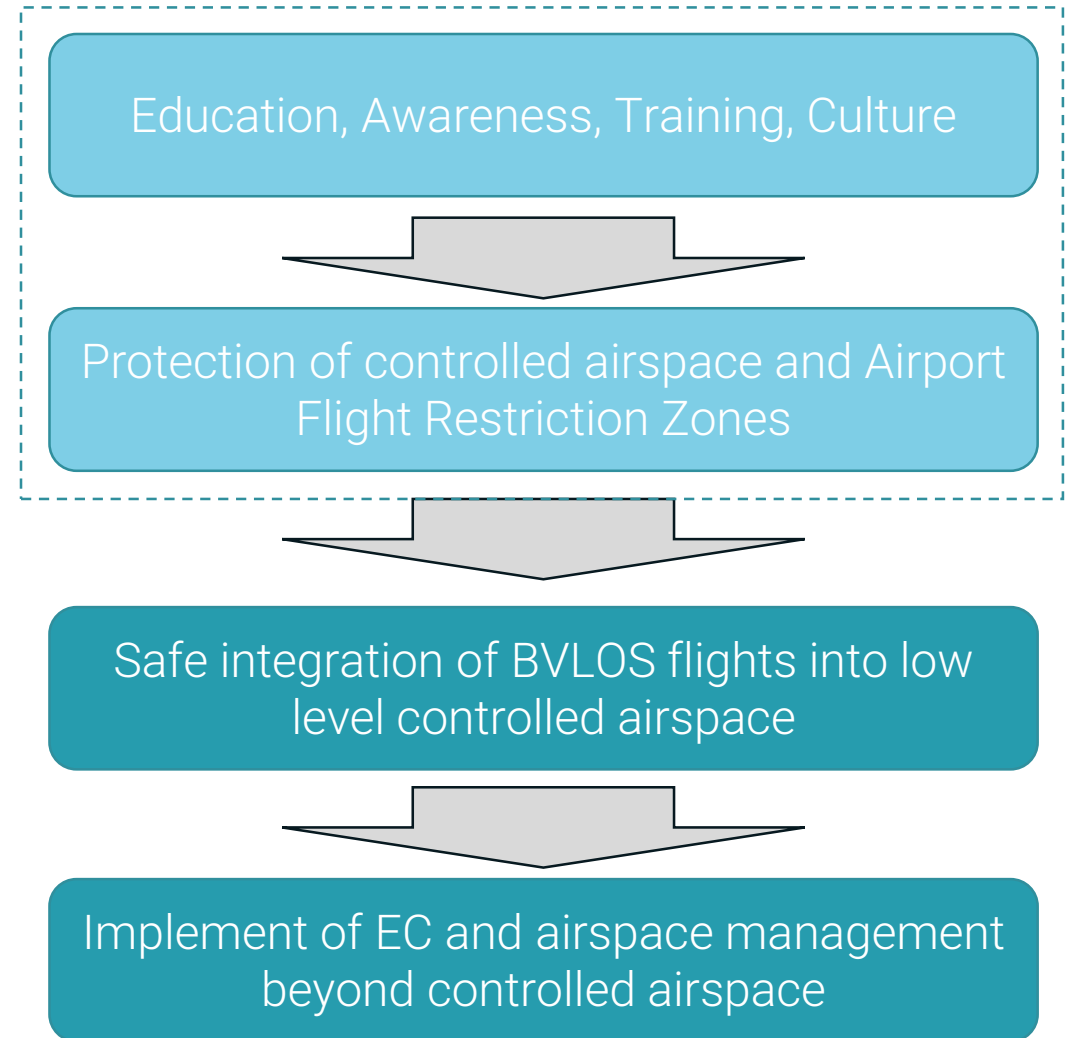 Education, Awareness, Training, Culture
Protection of controlled airspace and Airport
Flight Restriction Zones
Safe integration of BVLOS flights into low
level controlled airspace
Implement of EC and airspace management
beyond controlled airspace